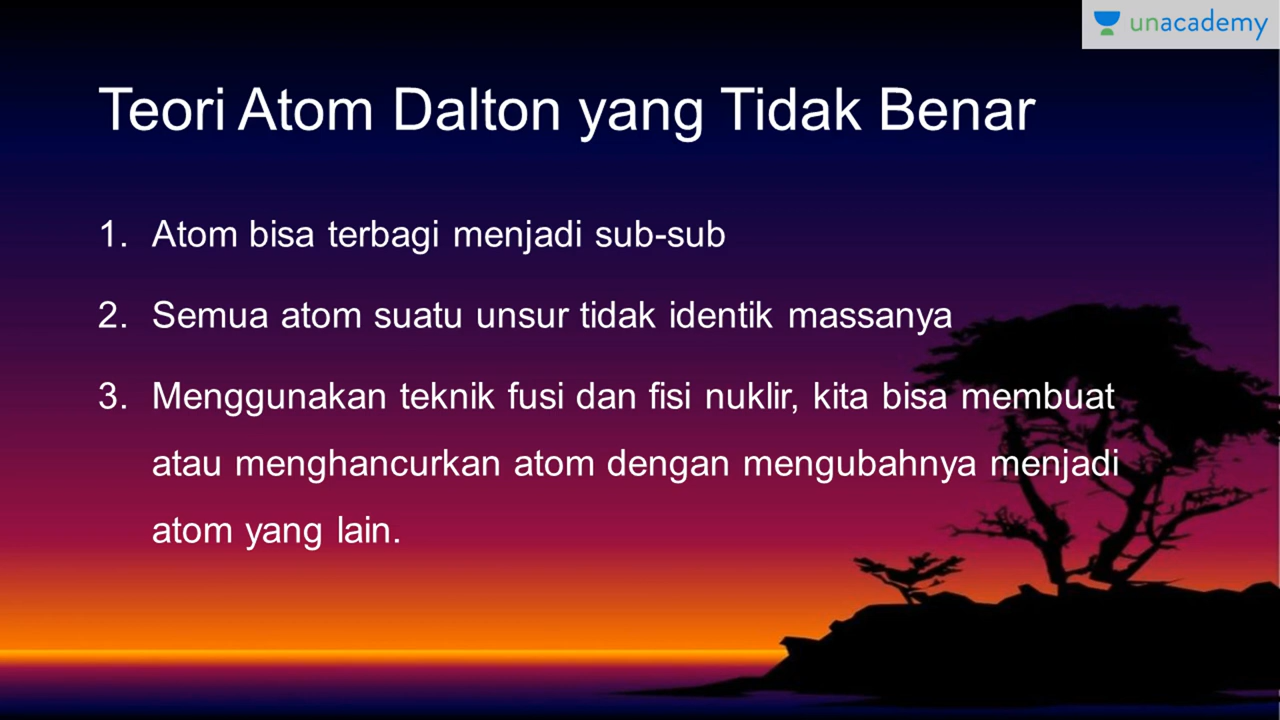 unacademy
Teori Atom Dalton yang Tidak Benar
1. Atom bisa terbagi menjadi sub-sub
2. Semua atom suatu unsur tidak identik massanya
3. Menggunakan teknik fusi dan fisi nuklir, kita bisa membuat
atau menghancurkan atom dengan mengubahnya menjadi
atom yang lain.